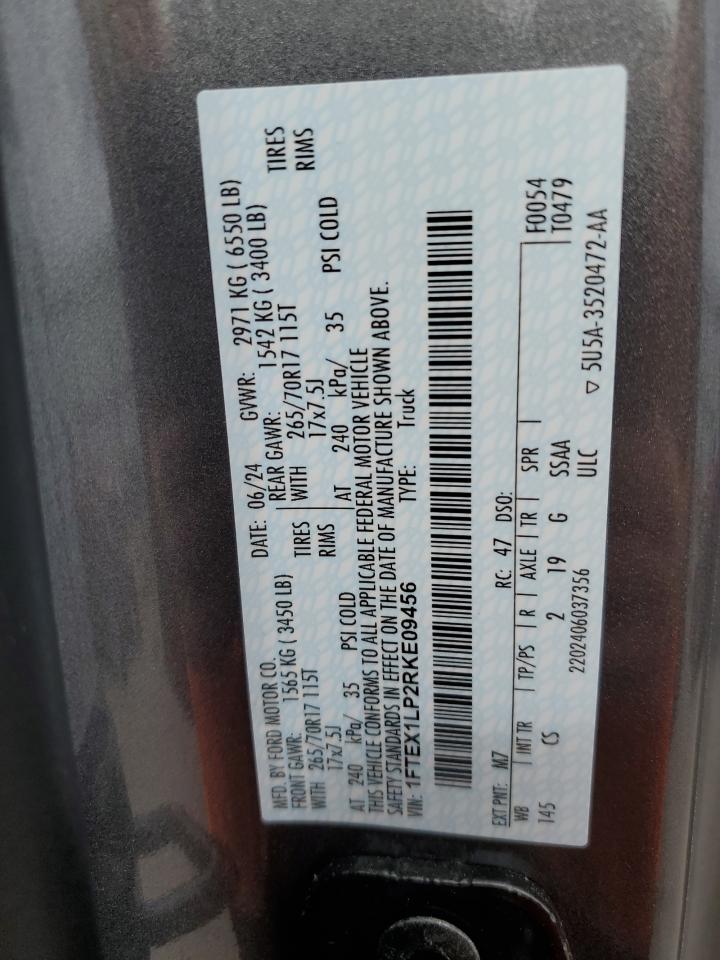 MFD. BY FORD MOTOR CO.
DATE: 06/24 GVWR: 2971 KG ( 6550 LB)
FRONT GAWR: 1565 KG ( 3450 LB) REAR GAWR: 1542 KG ( 3400 LB)
WITH 265/70R17 115T TIRES WITH 265/70R17 115T TIRES
17x7.5J RIMS 17x7.5J RIMS
AT 240 kPa/ 35 PSI COLD AT 240 kPa/ 35 PSI COLD
THIS VEHICLE CONFORMS TO ALL APPLICABLE FEDERAL MOTOR VEHICLE
SAFETY STANDARDS IN EFFECT ON THE DATE OF MANUFACTURE SHOWN ABOVE.
VIN: 1FTEX1LP2RKE09456 TYPE: Truck
EXT PNT: M7 RC: 47 DSO: F0054
WB INT TR TP/PS R AXLE TR SPR T0479
145 CS 2 19 G SSAA
ULC
2202406037356 ▽ 5U5A-3520472-AA